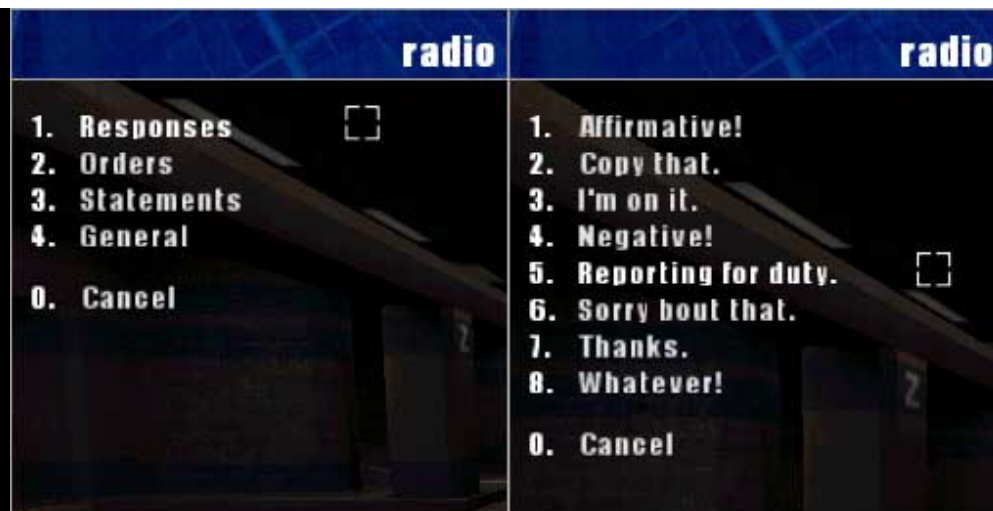 radio
1. Responses
2. Orders
3. Statements
4. General
0. Cancel
Z
radio
1. Affirmative!
2. Copy that.
3. I'm on it.
4. Negative!
5. Reporting for duty.
6. Sorry bout that.
7. Thanks.
8. Whatever!
0. Cancel
Z